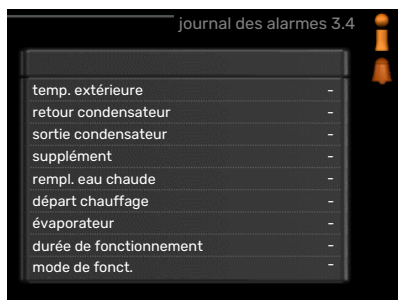 journal des alarmes 3.4
temp. extérieure -
retour condensateur -
sortie condensateur -
supplément -
rempl. eau chaude -
départ chauffage -
évaporateur -
durée de fonctionnement -
mode de fonct. -